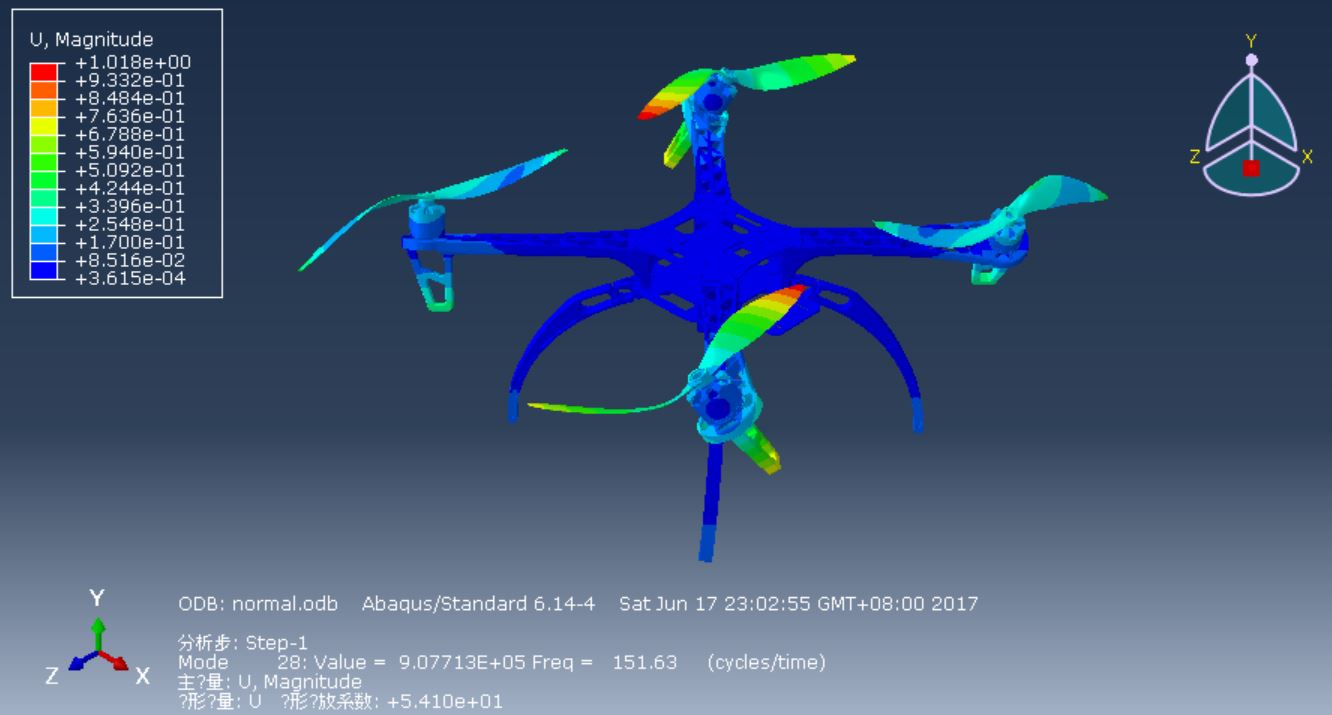 U, Magnitude
+1.018e+00
+9.332e-01
+8.484e-01
+7.636e-01
+6.788e-01
+5.940e-01
+5.092e-01
+4.244e-01
+3.396e-01
+2.548e-01
+1.700e-01
+8.516e-02
+3.615e-04
Y
Z X
Y
Z X
ODB: normal.odb Abaqus/Standard 6.14-4 Sat Jun 17 23:02:55 GMT+08:00 2017
分析步: Step-1
Mode 28: Value = 9.07713E+05 Freq = 151.63 (cycles/time)
主?量: U, Magnitude
?形?量: U ?形?放系数: +5.410e+01